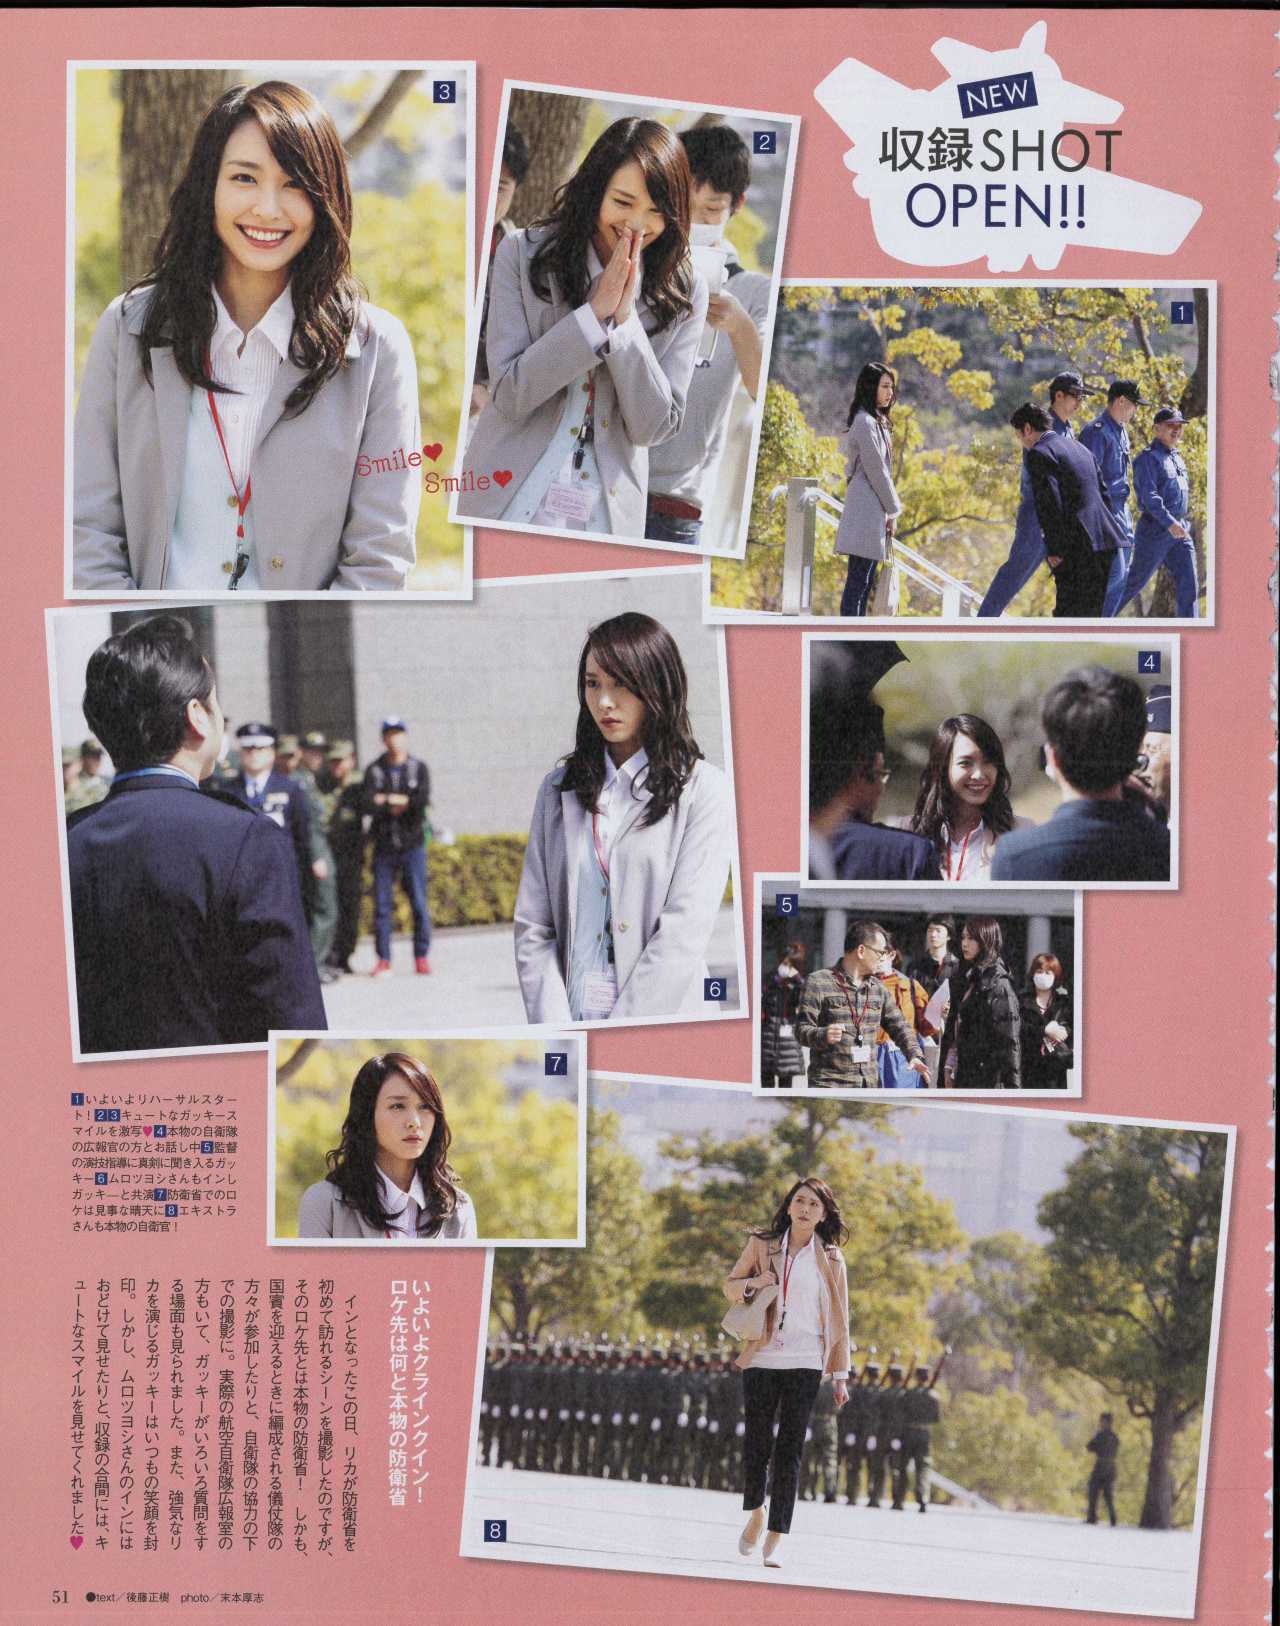 NEW
収録SHOT
OPEN!!
3
2
1
Smile♥
Smile♥
4
5
6
7
8
1いよいよリハーサルスター
ト!23キュートなガッキース
マイルを激写♥4本物の自衛隊
の広報官の方とお話し中5監督
の演技指導に真剣に聞き入るガッ
キー6ムロツヨシさんもインし
ガッキ―と共演7防衛省でのロ
ケは見事な晴天に8エキストラ
さんも本物の自衛官!
いよいよクラインクイン!
ロケ先は何と本物の防衛省
インとなったこの日、リカが防衛省を
初めて訪れるシーンを撮影したのですが、
そのロケ先とは本物の防衛省! しかも、
国賓を迎えるときに編成される儀仗隊の
方々が参加したりと、自衛隊の協力の下
での撮影に。実際の航空自衛隊広報室の
方もいて、ガッキーがいろいろ質問をす
る場面も見られました。また、強気なリ
カを演じるガッキーはいつもの笑顔を封
印。しかし、ムロツヨシさんのインには
おどけて見せたりと、収録の合間には、キ
ュートなスマイルを見せてくれました♥
51 ●text/後藤正樹 photo/末本厚志